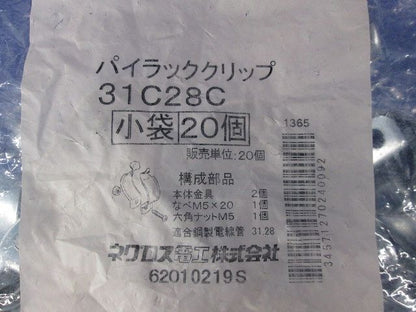 パイラッククリップ
31C28C
小袋 20個
1365
販売単位:20個
構成部品
本体金具 2個
なべM5×20 1個
六角ナットM5 1個
適合鋼製電線管 31.28
ネグロス電工株式会社
62010219S